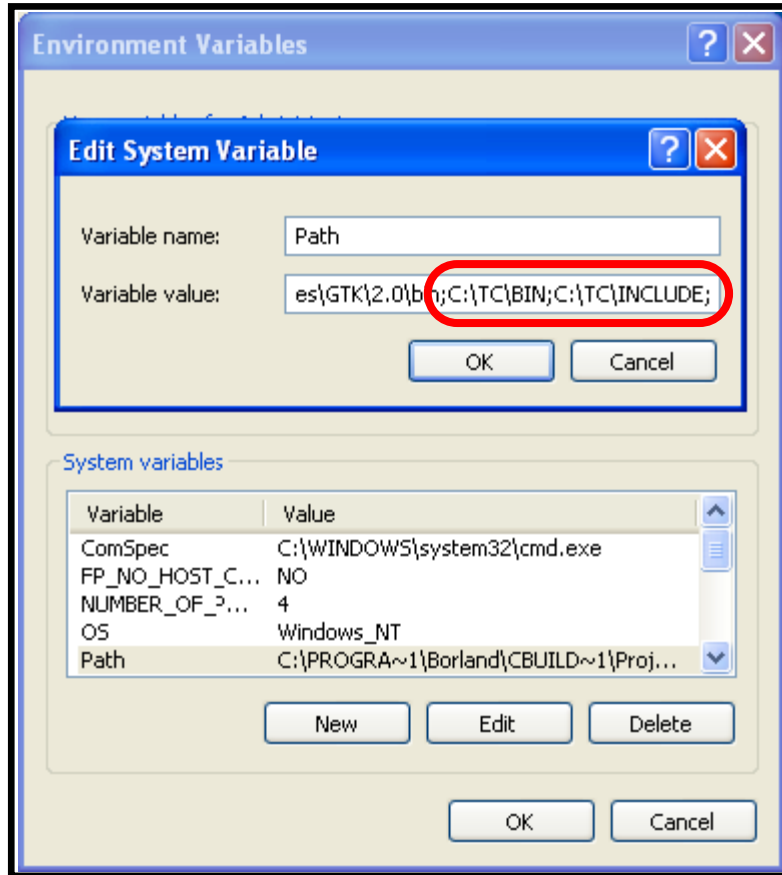 Environment Variables
Edit System Variable
Variable name: Path
Variable value: es\GTK\2.0\bin;C:\TC\BIN;C:\TC\INCLUDE;
OK Cancel
System variables
Variable Value
ComSpec C:\WINDOWS\system32\cmd.exe
FP_NO_HOST_C... NO
NUMBER_OF_P... 4
OS Windows_NT
Path C:\PROGRA~1\Borland\CBUILD~1\Proj...
New Edit Delete
OK Cancel